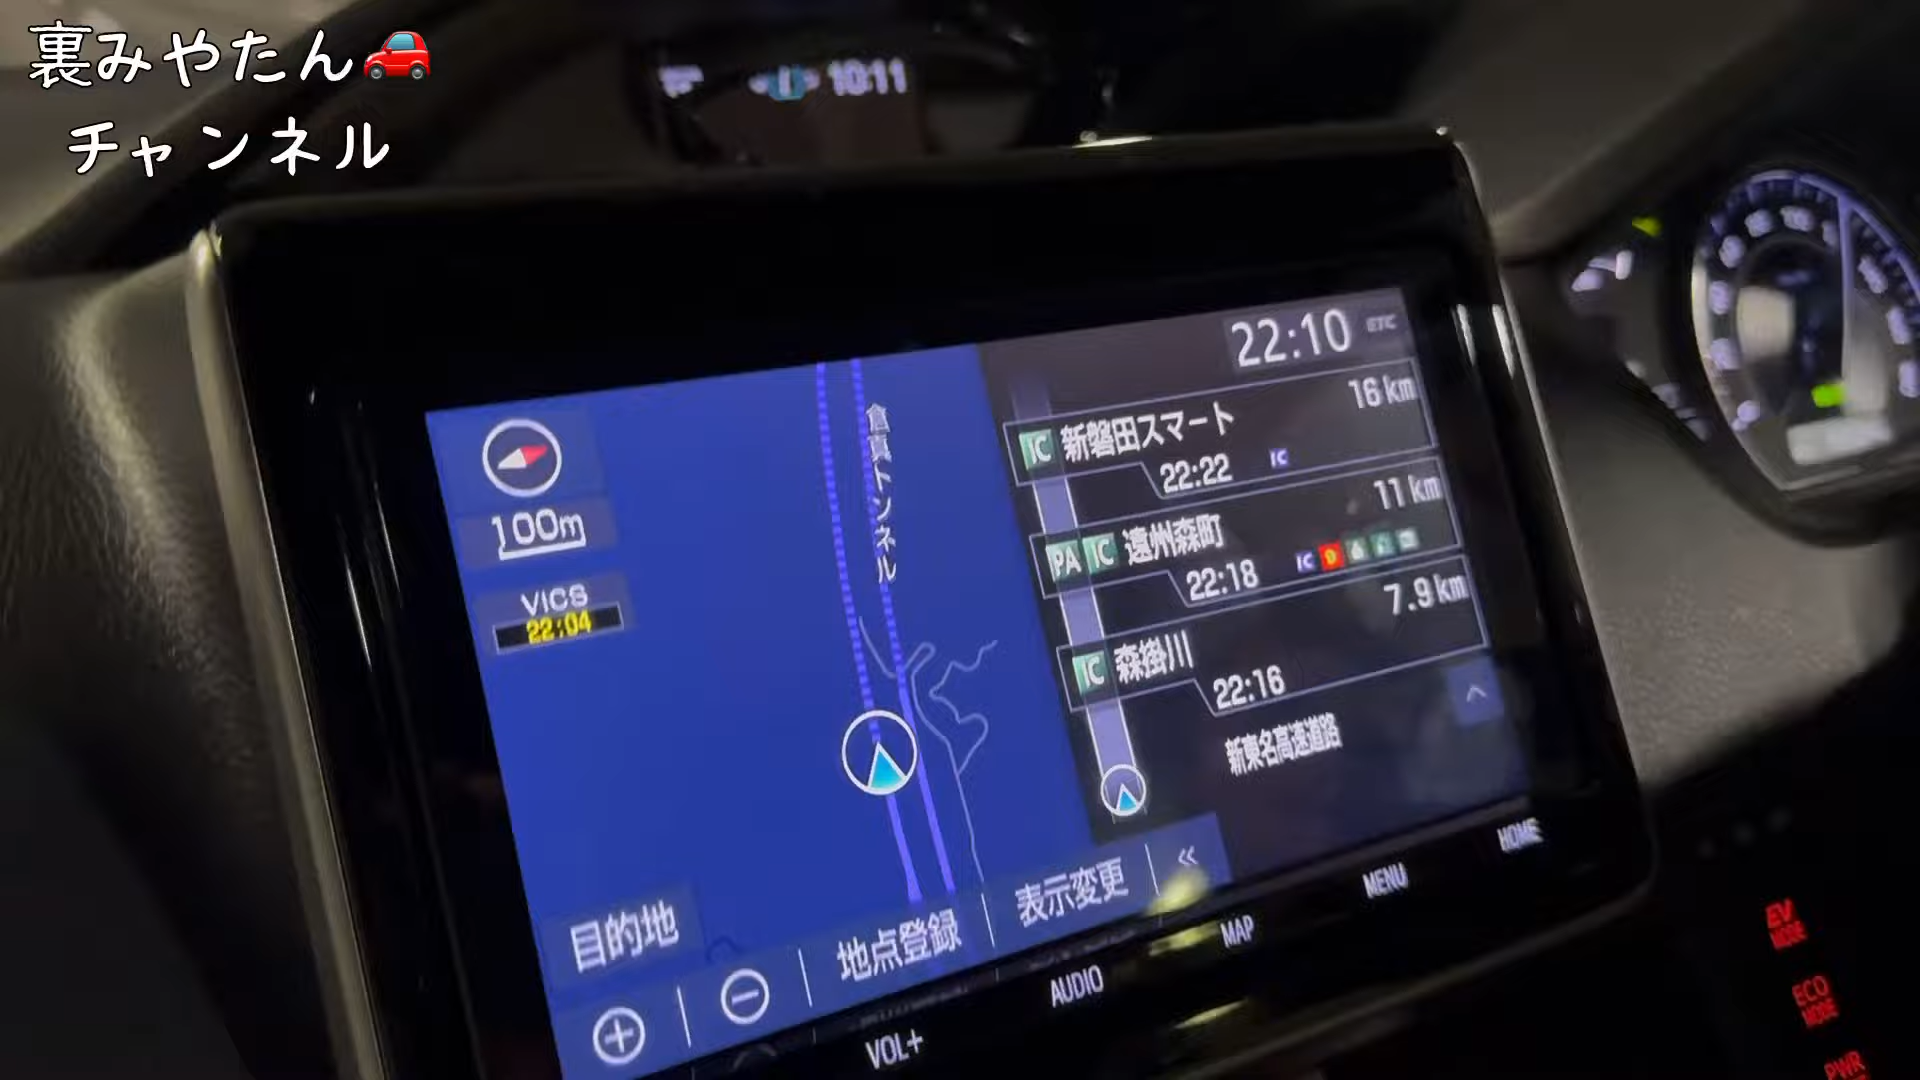 裏みやたん🚗
チャンネル
10:11
22:10 ETC
100m
VICS
22:04
倉真トンネル
IC 新磐田スマート 16km
22:22 IC
PA IC 遠州森町 11km
22:18 IC
IC 森掛川 7.9km
22:16
新東名高速道路
目的地
地点登録
表示変更
«
VOL+
AUDIO
MAP
MENU
HOME
EV
MODE
ECO
MODE
PWR